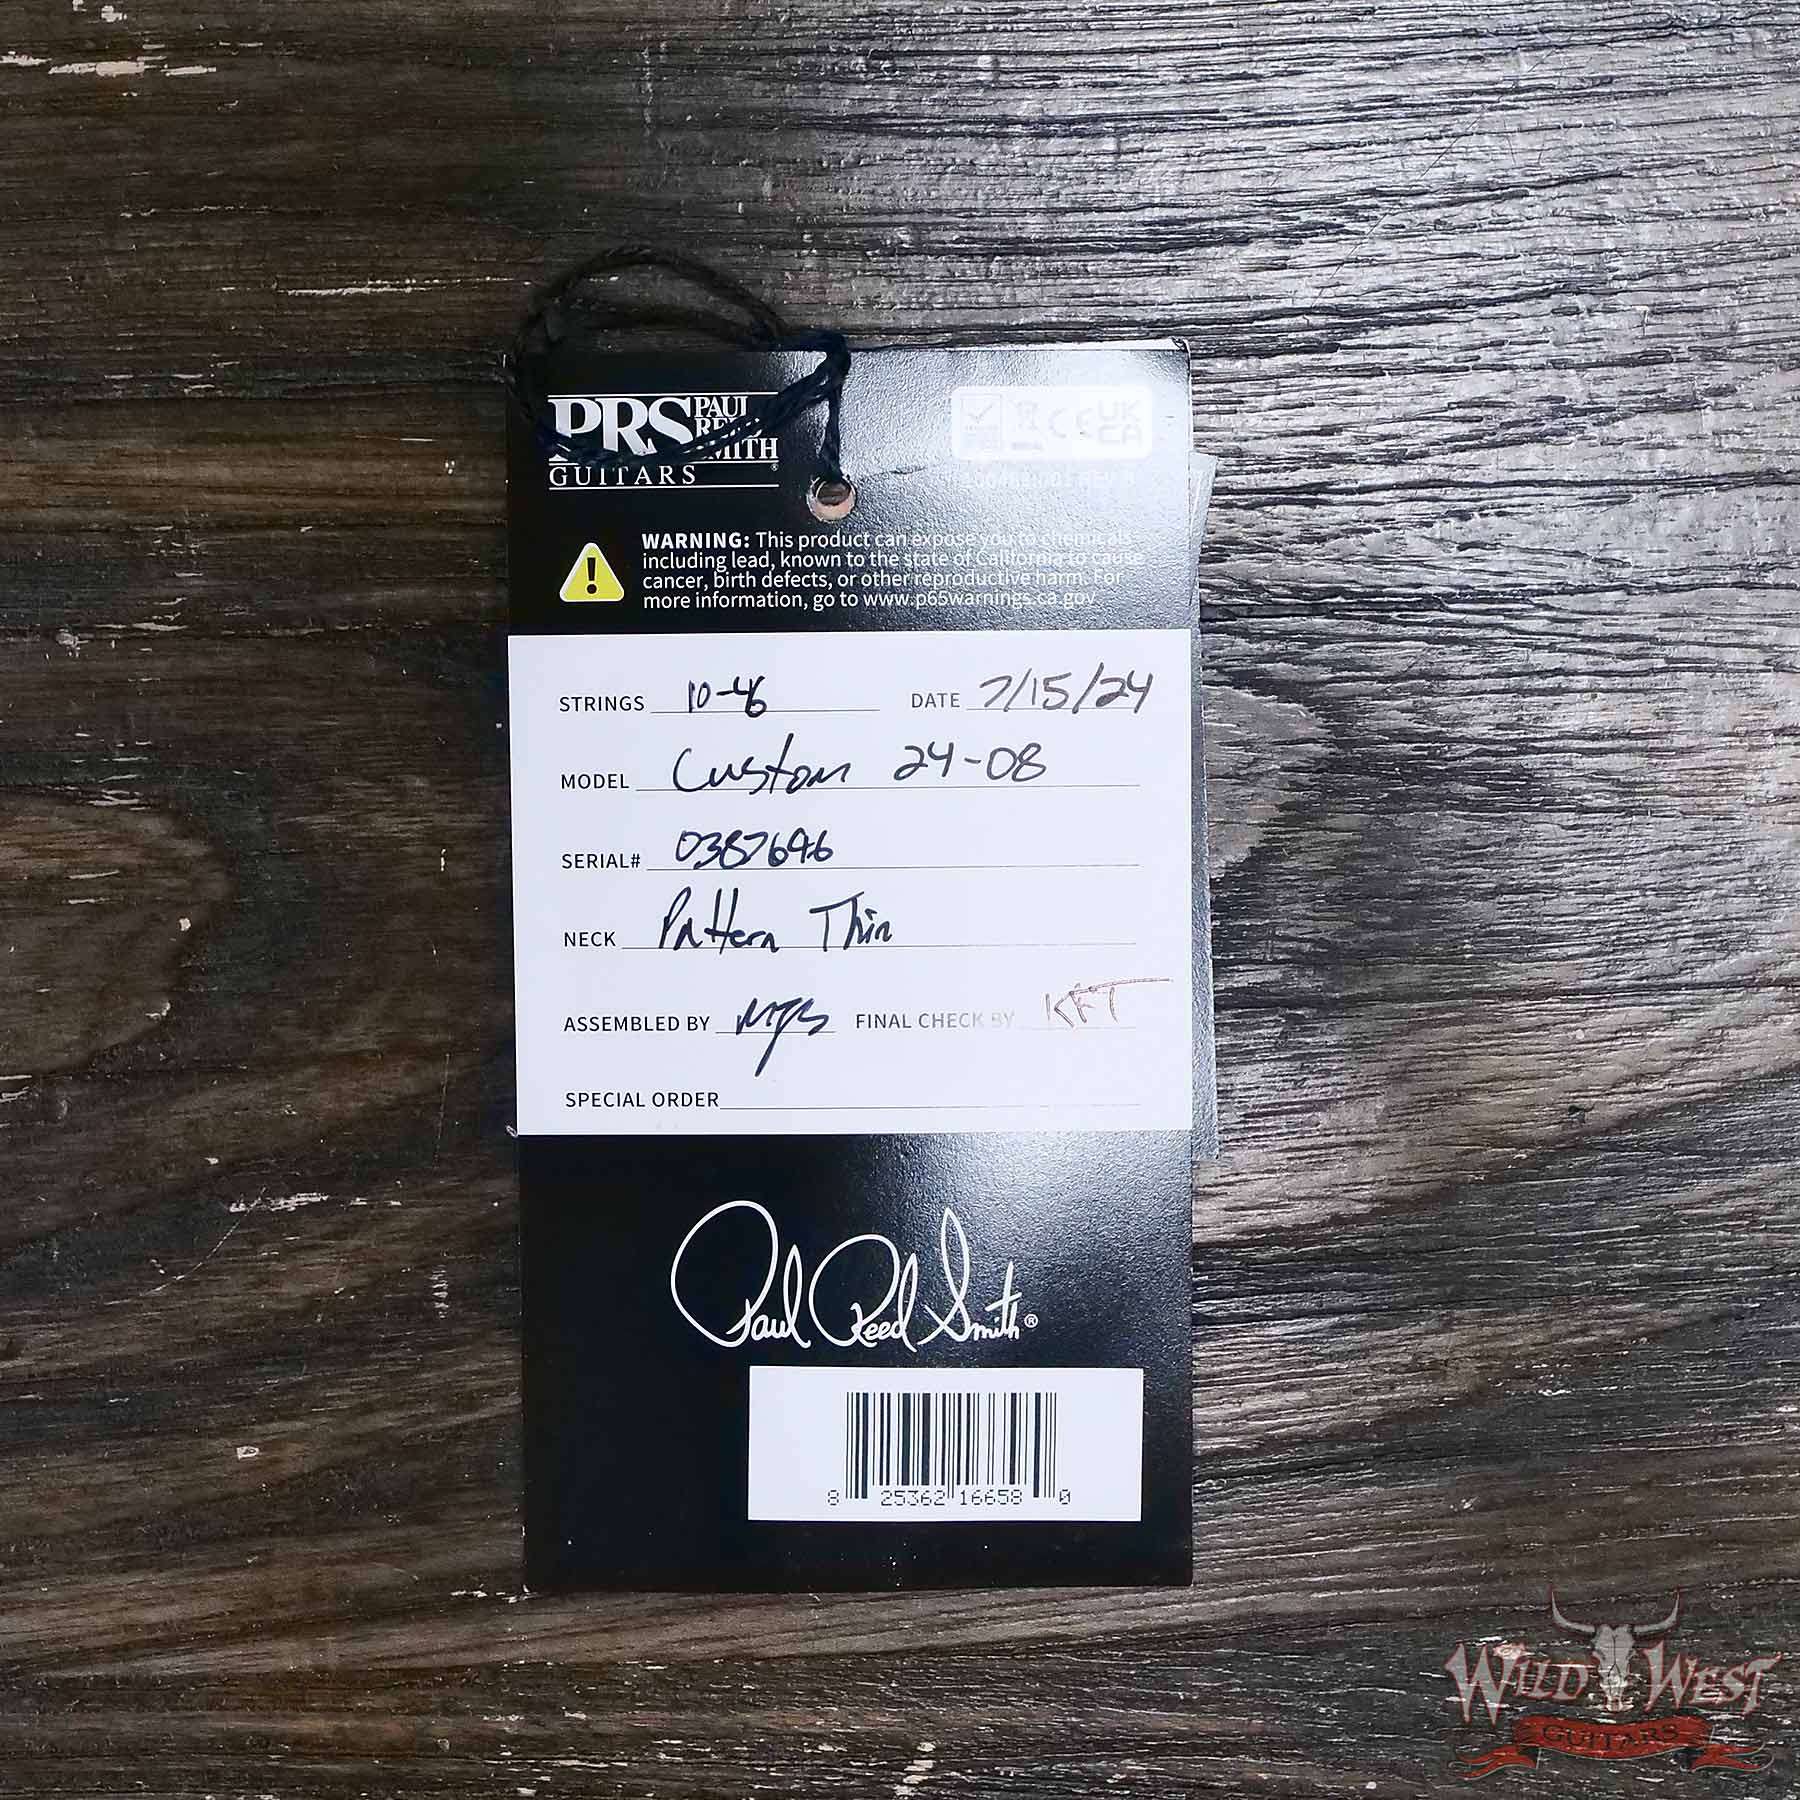 PRS PAUL REED SMITH
GUITARS®
WARNING: This product can expose you to chemicals
including lead, known to the state of California to cause
cancer, birth defects, or other reproductive harm. For
more information, go to www.p65warnings.ca.gov
STRINGS 10-46 DATE 7/15/24
MODEL Custom 24-08
SERIAL# 0387696
NECK Pattern Thin
ASSEMBLED BY FINAL CHECK BY KKT
SPECIAL ORDER
Paul Reed Smith®
8 25362 16658 0
WILD WEST
GUITARS